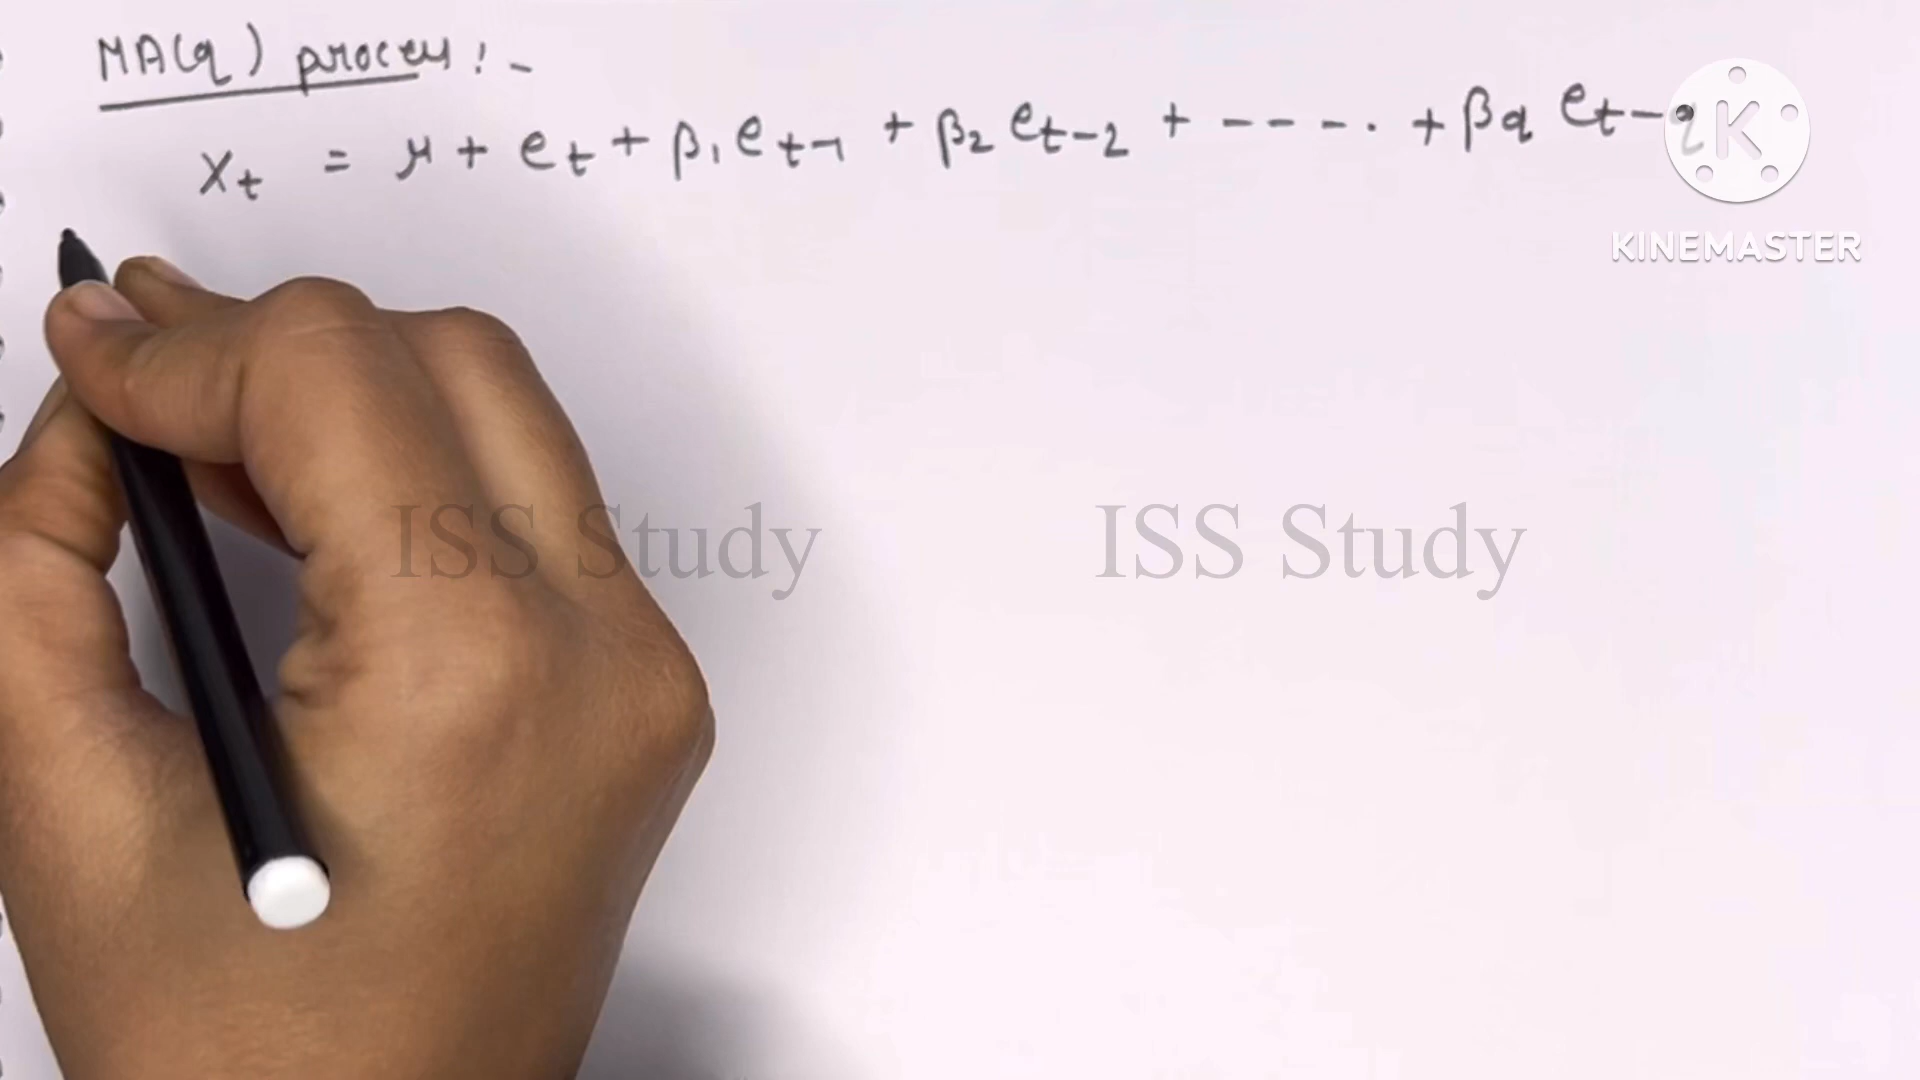 MA(q) process :-
Xt = μ + et + β1 et-1 + β2 et-2 + ----. + βq et-q
K
KINEMASTER
ISS Study ISS Study